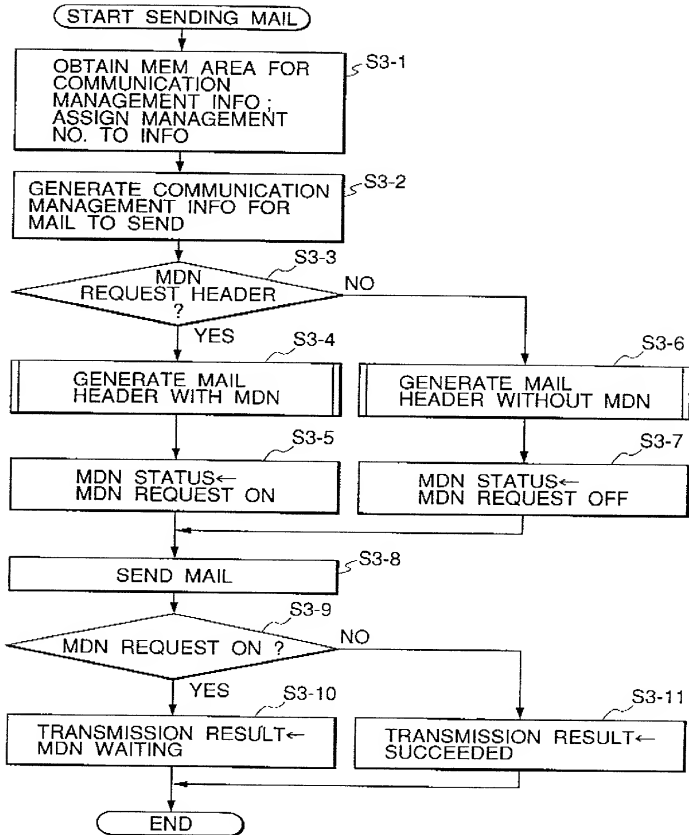 START SENDING MAIL
S3-1
OBTAIN MEM AREA FOR
COMMUNICATION
MANAGEMENT INFO ;
ASSIGN MANAGEMENT
NO. TO INFO
S3-2
GENERATE COMMUNICATION
MANAGEMENT INFO FOR
MAIL TO SEND
S3-3
MDN
REQUEST HEADER
?
NO
YES
S3-4
GENERATE MAIL
HEADER WITH MDN
S3-6
GENERATE MAIL
HEADER WITHOUT MDN
S3-5
MDN STATUS←
MDN REQUEST ON
S3-7
MDN STATUS←
MDN REQUEST OFF
S3-8
SEND MAIL
S3-9
MDN REQUEST ON ?
NO
YES
S3-10
TRANSMISSION RESULT←
MDN WAITING
S3-11
TRANSMISSION RESULT←
SUCCEEDED
END